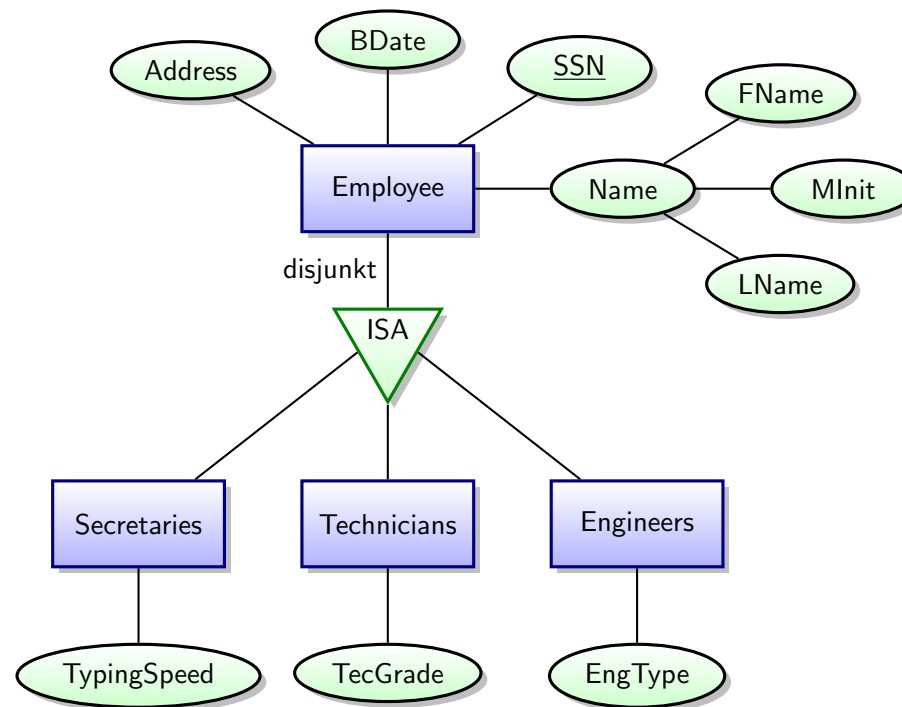 BDate
Address
SSN
FName
Employee
Name
MInit
disjunkt
LName
ISA
Secretaries
Technicians
Engineers
TypingSpeed
TecGrade
EngType